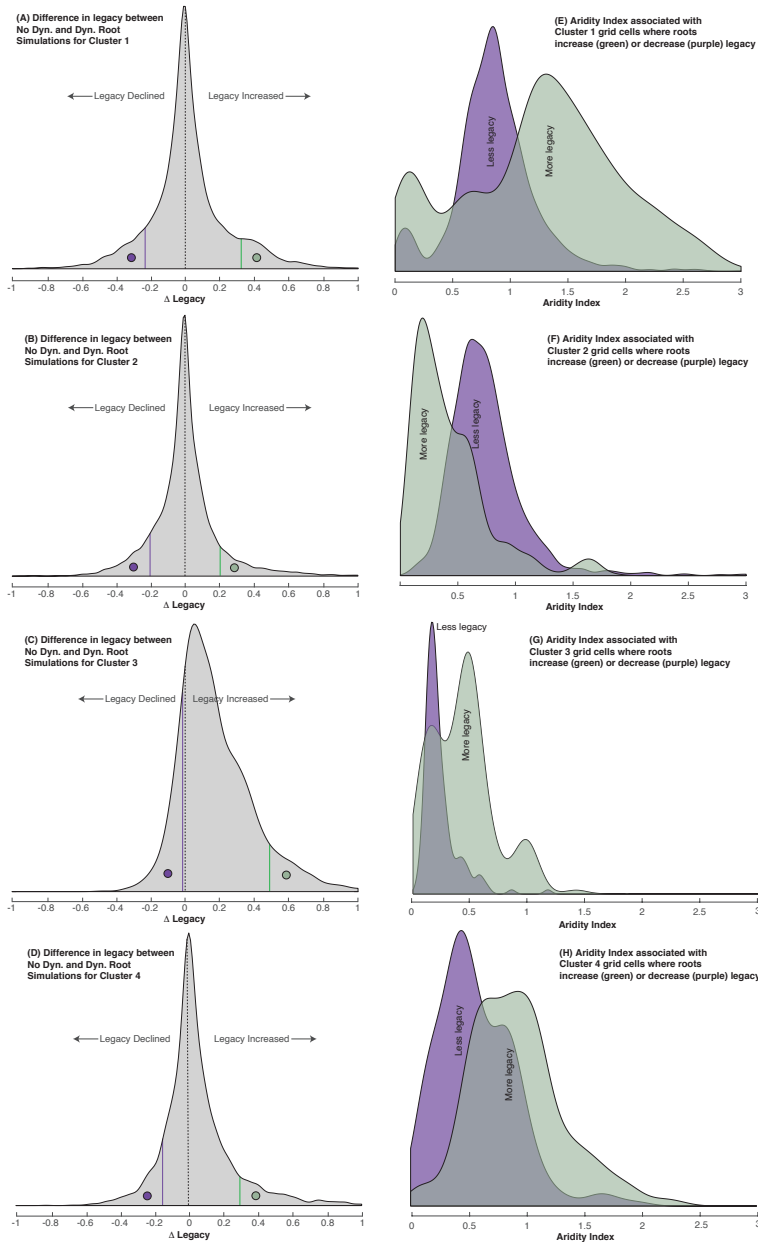 (A) Difference in legacy between
No Dyn. and Dyn. Root
Simulations for Cluster 1
Legacy Declined
Legacy Increased
-1 -0.8 -0.6 -0.4 -0.2 0 0.2 0.4 0.6 0.8 1
Δ Legacy
(E) Aridity Index associated with
Cluster 1 grid cells where roots
increase (green) or decrease (purple) legacy
Less legacy
More legacy
0 0.5 1 1.5 2 2.5 3
Aridity Index
(B) Difference in legacy between
No Dyn. and Dyn. Root
Simulations for Cluster 2
Legacy Declined
Legacy Increased
-1 -0.8 -0.6 -0.4 -0.2 0 0.2 0.4 0.6 0.8 1
Δ Legacy
(F) Aridity Index associated with
Cluster 2 grid cells where roots
increase (green) or decrease (purple) legacy
More legacy
Less legacy
0.5 1 1.5 2 2.5 3
Aridity Index
(C) Difference in legacy between
No Dyn. and Dyn. Root
Simulations for Cluster 3
Legacy Declined
Legacy Increased
-1 -0.8 -0.6 -0.4 -0.2 0 0.2 0.4 0.6 0.8 1
Δ Legacy
Less legacy
(G) Aridity Index associated with
Cluster 3 grid cells where roots
increase (green) or decrease (purple) legacy
More legacy
0 0.5 1 1.5 2 2.5 3
Aridity Index
(D) Difference in legacy between
No Dyn. and Dyn. Root
Simulations for Cluster 4
Legacy Declined
Legacy Increased
-1 -0.8 -0.6 -0.4 -0.2 0 0.2 0.4 0.6 0.8 1
Δ Legacy
(H) Aridity Index associated with
Cluster 4 grid cells where roots
increase (green) or decrease (purple) legacy
Less legacy
More legacy
0 0.5 1 1.5 2 2.5 3
Aridity Index